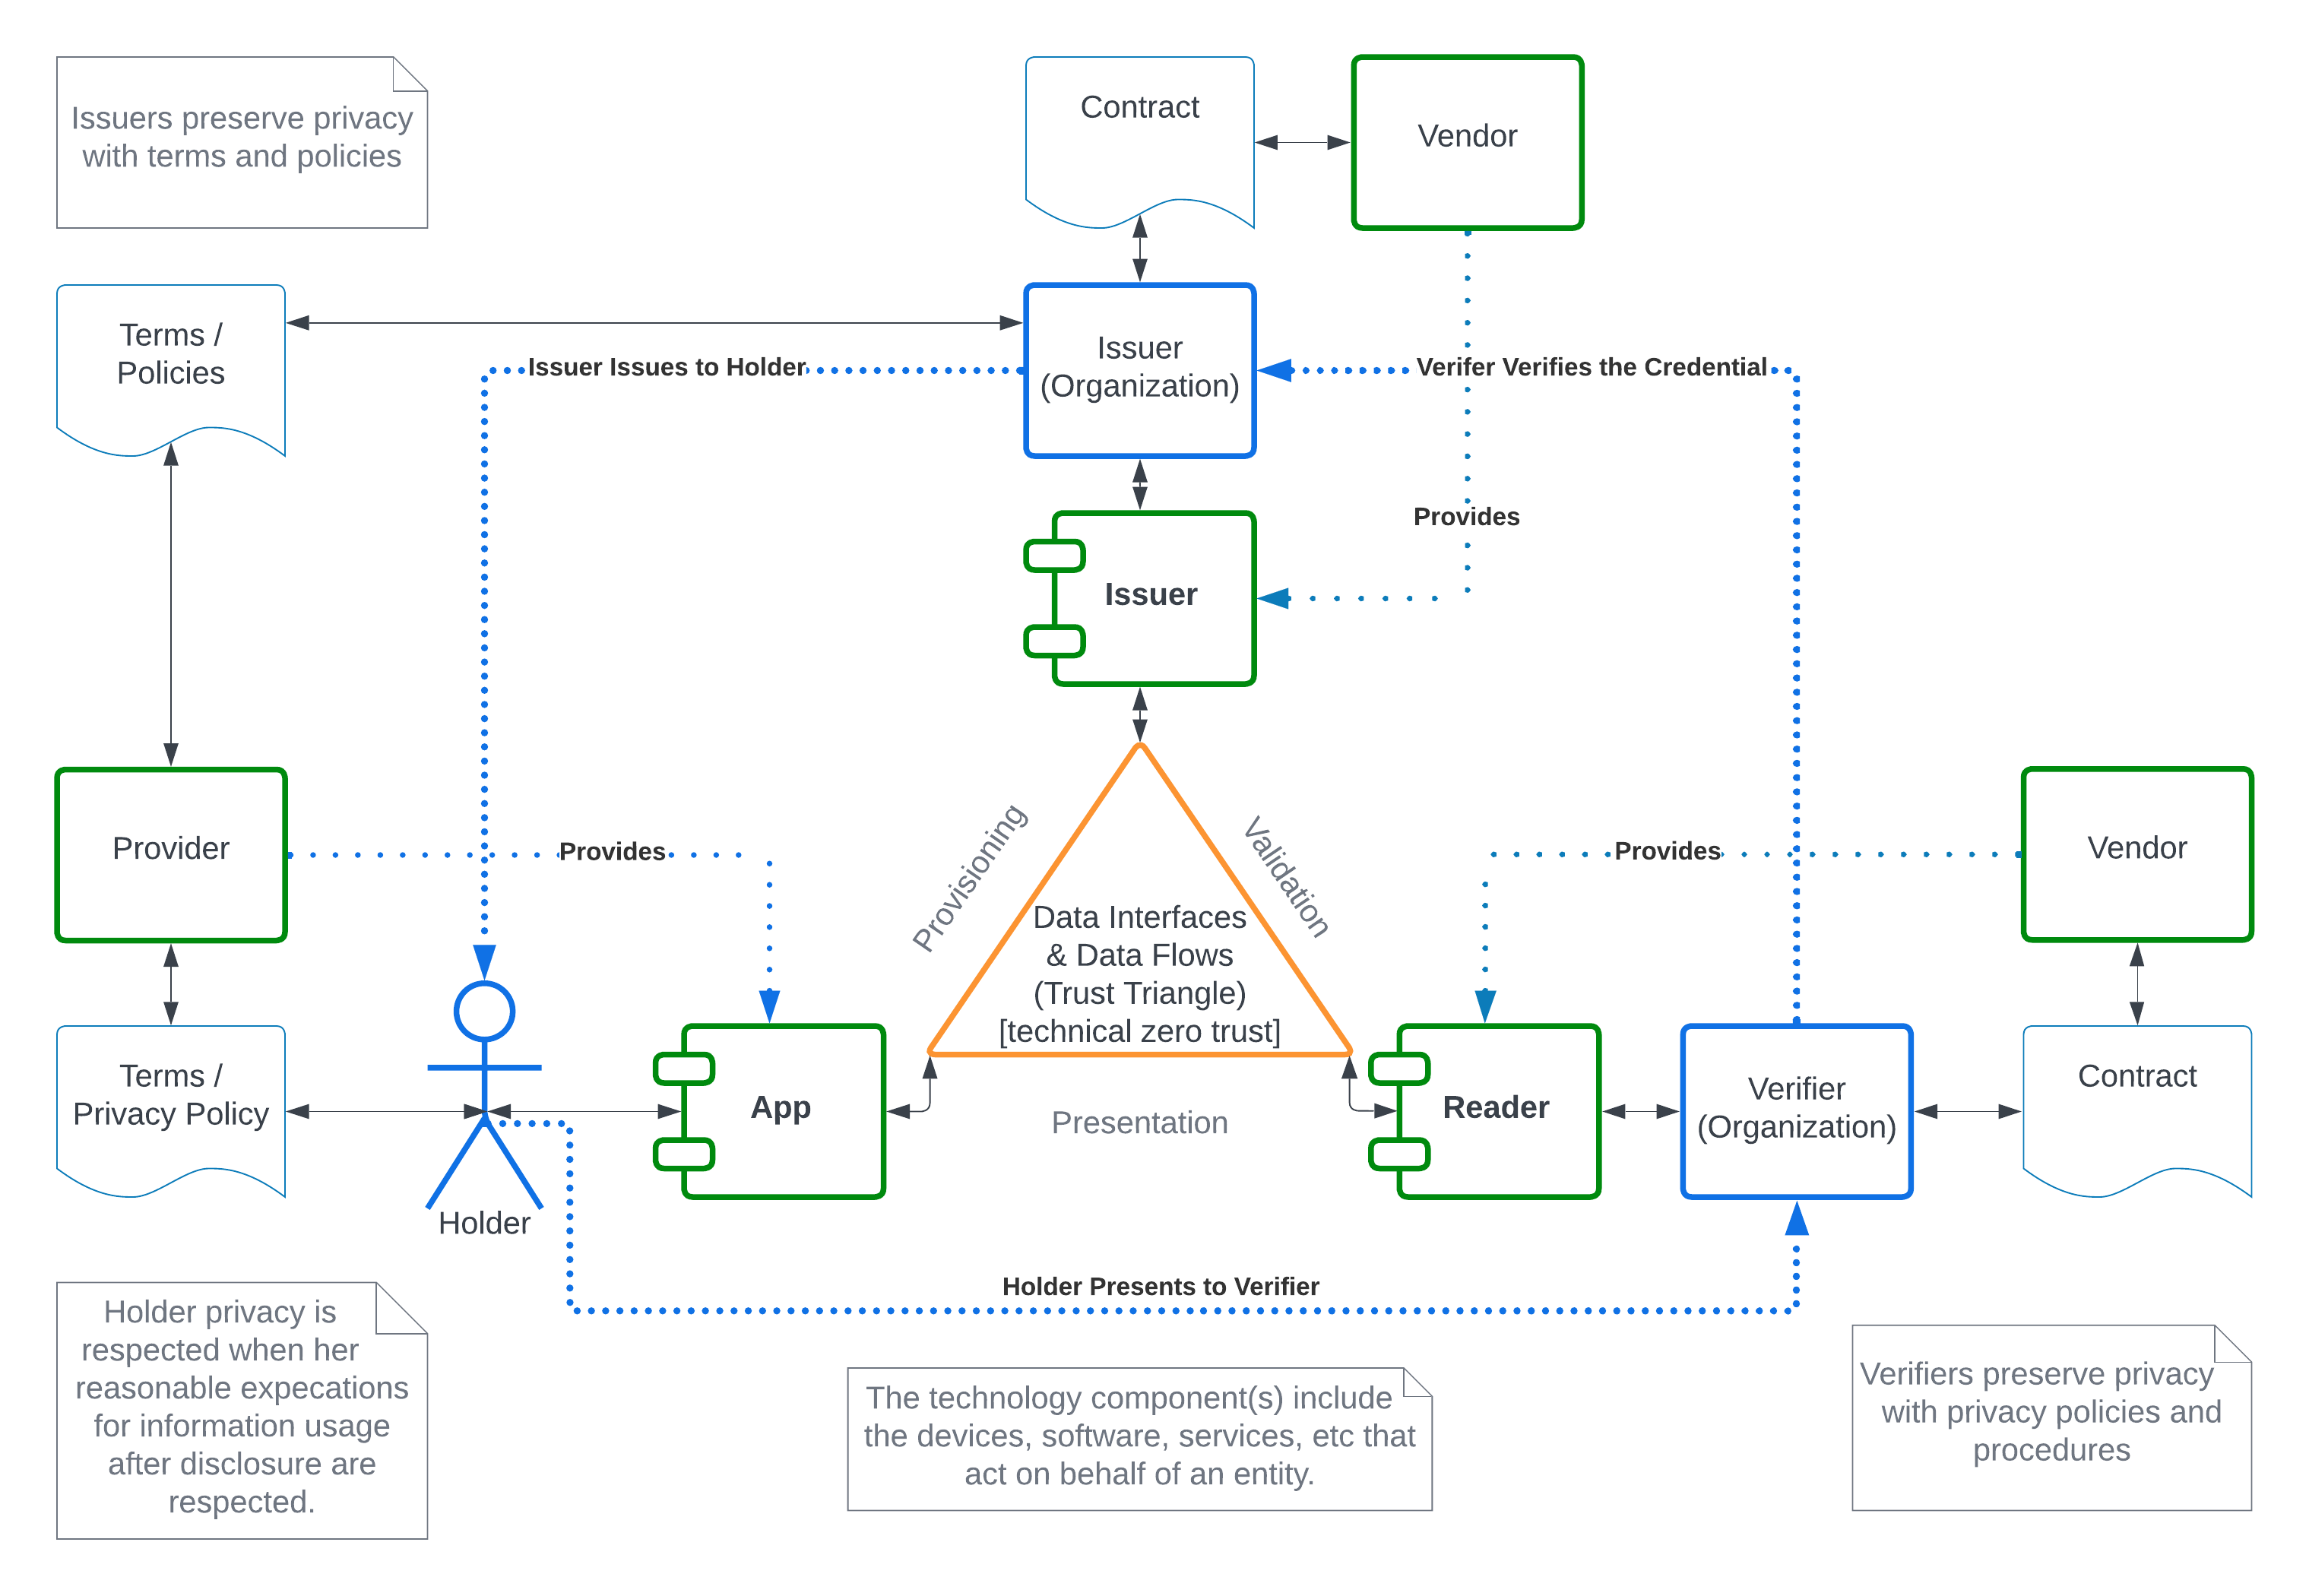 Issuers preserve privacy
with terms and policies
Contract
Vendor
Terms /
Policies
Issuer
(Organization)
Issuer Issues to Holder
Verifer Verifies the Credential
Provides
Issuer
Provider
Provides
Provisioning
Validation
Data Interfaces
& Data Flows
(Trust Triangle)
[technical zero trust]
Provides
Vendor
Terms /
Privacy Policy
Holder
App
Presentation
Reader
Verifier
(Organization)
Contract
Holder Presents to Verifier
Holder privacy is
respected when her
reasonable expecations
for information usage
after disclosure are
respected.
The technology component(s) include
the devices, software, services, etc that
act on behalf of an entity.
Verifiers preserve privacy
with privacy policies and
procedures